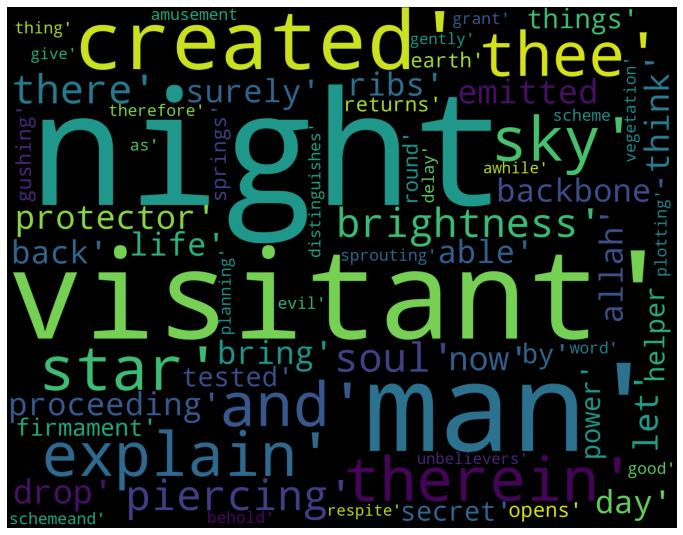 thing' amusement grant' things'
give' created' gently' thee'
earth'
there' surely' ribs' emitted
therefore' returns' scheme
gushing' night' sky' vegetation' think'
as' springs' distinguishes' round' delay' awhile'
backbone'
protector' brightness'
back' life' sprouting' able' allah' plotting'
visitant'
planning' evil'
star' bring' soul' now' by' word' helper
tested'
proceeding' and' man' power' let'
firmament'
explain' unbelievers' therein' good'
drop' piercing' secret' day'
schemeand' behold' respite' opens'